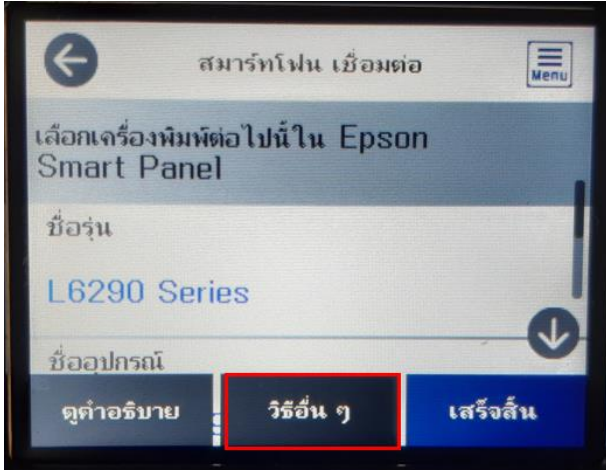 สมาร์ทโฟน เชื่อมต่อ
Menu
เลือกเครื่องพิมพ์ต่อไปนี้ใน Epson
Smart Panel
ชื่อรุ่น
L6290 Series
ชื่ออุปกรณ์
ดูคำอธิบาย
วิธีอื่น ๆ
เสร็จสิ้น